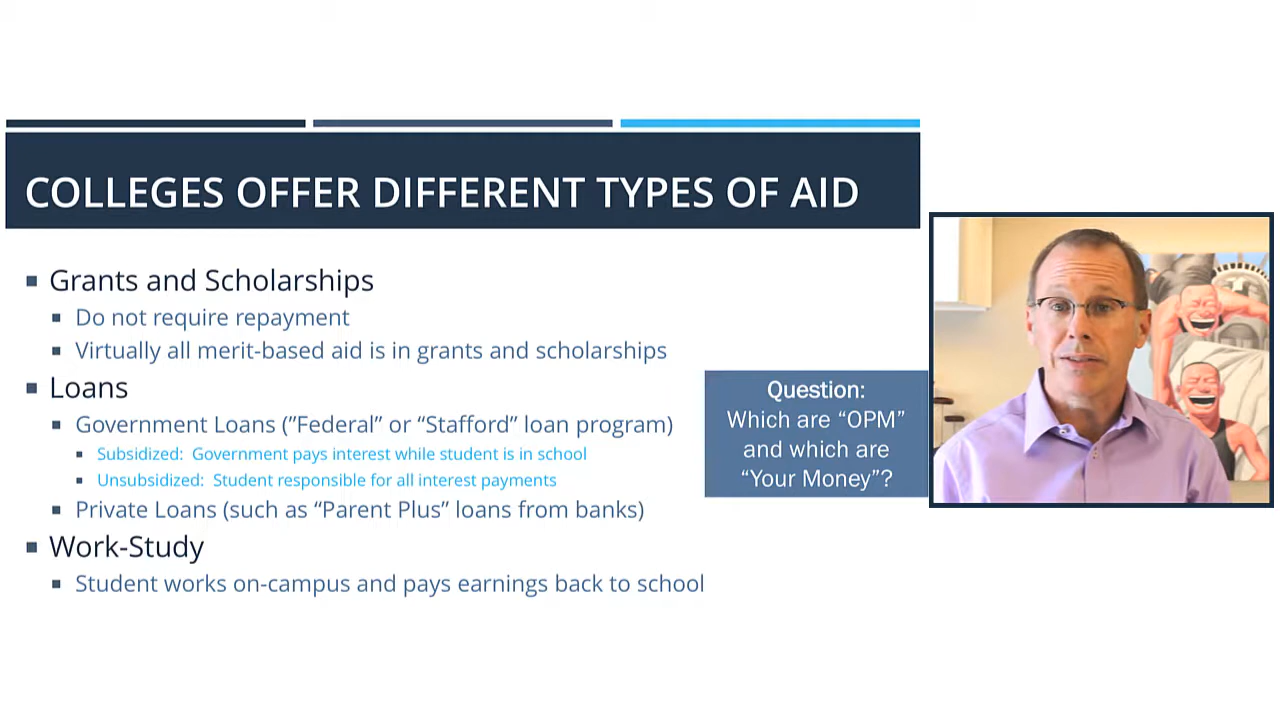 COLLEGES OFFER DIFFERENT TYPES OF AID
Grants and Scholarships
Do not require repayment
Virtually all merit-based aid is in grants and scholarships
Loans
Government Loans (”Federal” or “Stafford” loan program)
Subsidized: Government pays interest while student is in school
Unsubsidized: Student responsible for all interest payments
Private Loans (such as “Parent Plus” loans from banks)
Work-Study
Student works on-campus and pays earnings back to school
Question:
Which are “OPM”
and which are
“Your Money”?